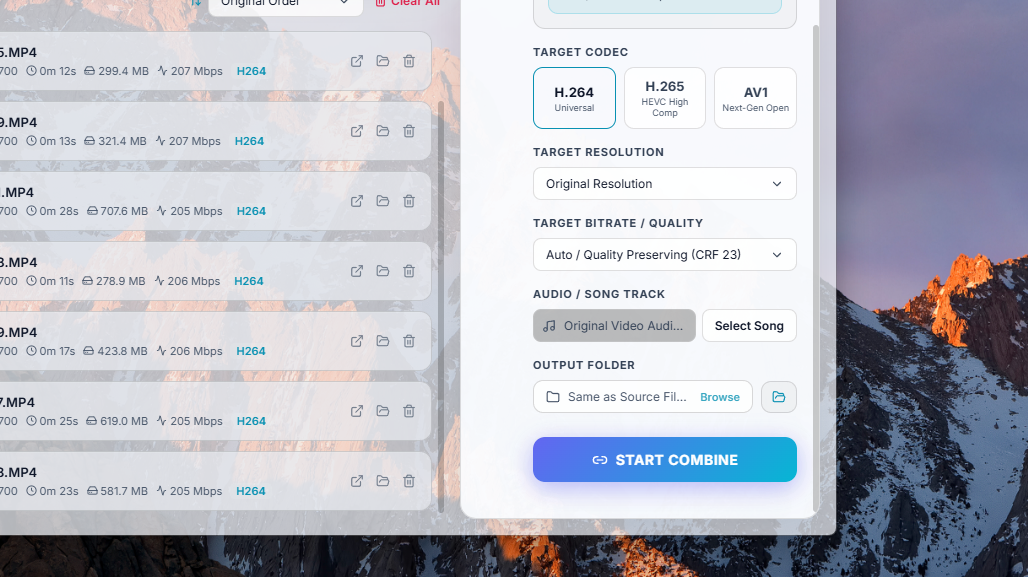 Original Order
Clear All
5.MP4
700 0m 12s 299.4 MB 207 Mbps H264
9.MP4
700 0m 13s 321.4 MB 207 Mbps H264
.MP4
700 0m 28s 707.6 MB 205 Mbps H264
3.MP4
700 0m 11s 278.9 MB 206 Mbps H264
9.MP4
700 0m 17s 423.8 MB 206 Mbps H264
7.MP4
700 0m 25s 619.0 MB 205 Mbps H264
3.MP4
700 0m 23s 581.7 MB 205 Mbps H264
TARGET CODEC
H.264
Universal
H.265
HEVC High
Comp
AV1
Next-Gen Open
TARGET RESOLUTION
Original Resolution
TARGET BITRATE / QUALITY
Auto / Quality Preserving (CRF 23)
AUDIO / SONG TRACK
Original Video Audi...
Select Song
OUTPUT FOLDER
Same as Source Fil...
Browse
START COMBINE